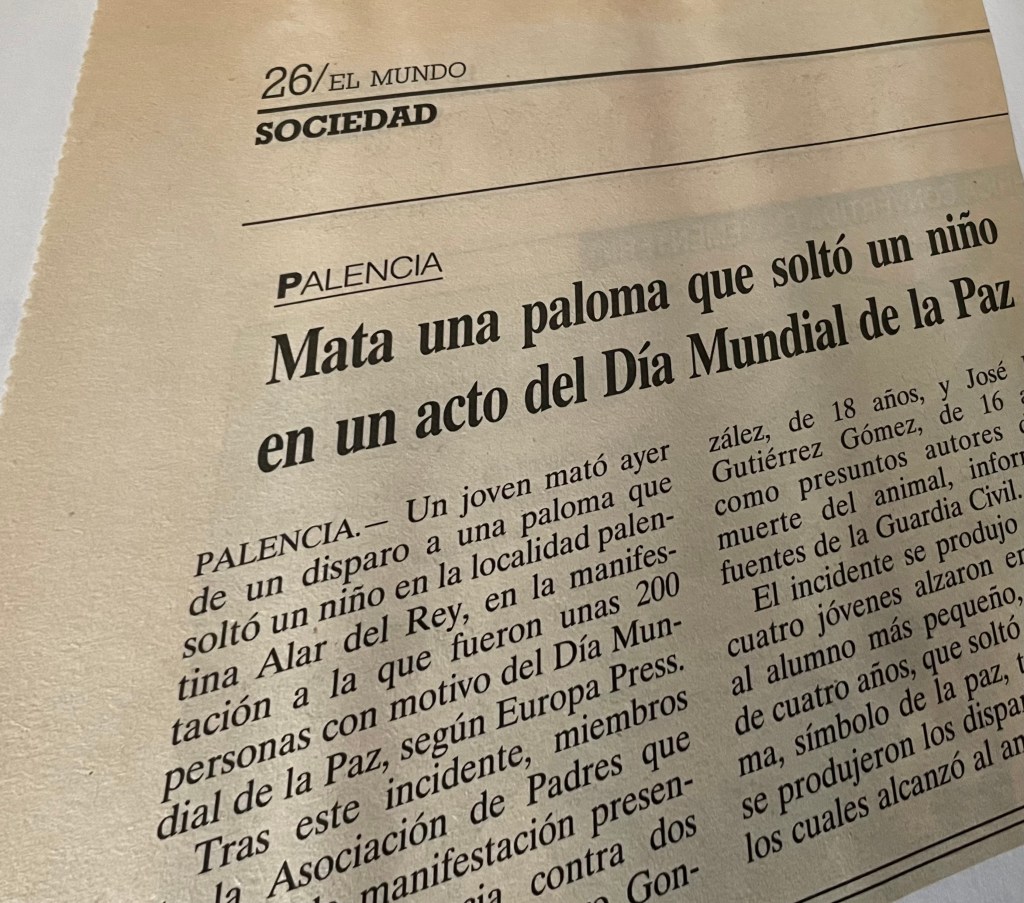 26/EL MUNDO
SOCIEDAD
PALENCIA
Mata una paloma que soltó un niño
en un acto del Día Mundial de la Paz
PALENCIA.— Un joven mató ayer
de un disparo a una paloma que
soltó un niño en la localidad palen-
tina Alar del Rey, en la manifes-
tación a la que fueron unas 200
personas con motivo del Día Mun-
dial de la Paz, según Europa Press.
Tras este incidente, miembros
la Asociación de Padres que
manifestación presen-
contra dos
Gon-
zález, de 18 años, y José
Gutiérrez Gómez, de 16
como presuntos autores
muerte del animal,
fuentes de la Guardia Civil.
El incidente se produjo
cuatro jóvenes alzaron
al alumno más pequeño,
de cuatro años, que soltó
ma, símbolo de la paz,
se produjeron los
los cuales alcanzó al